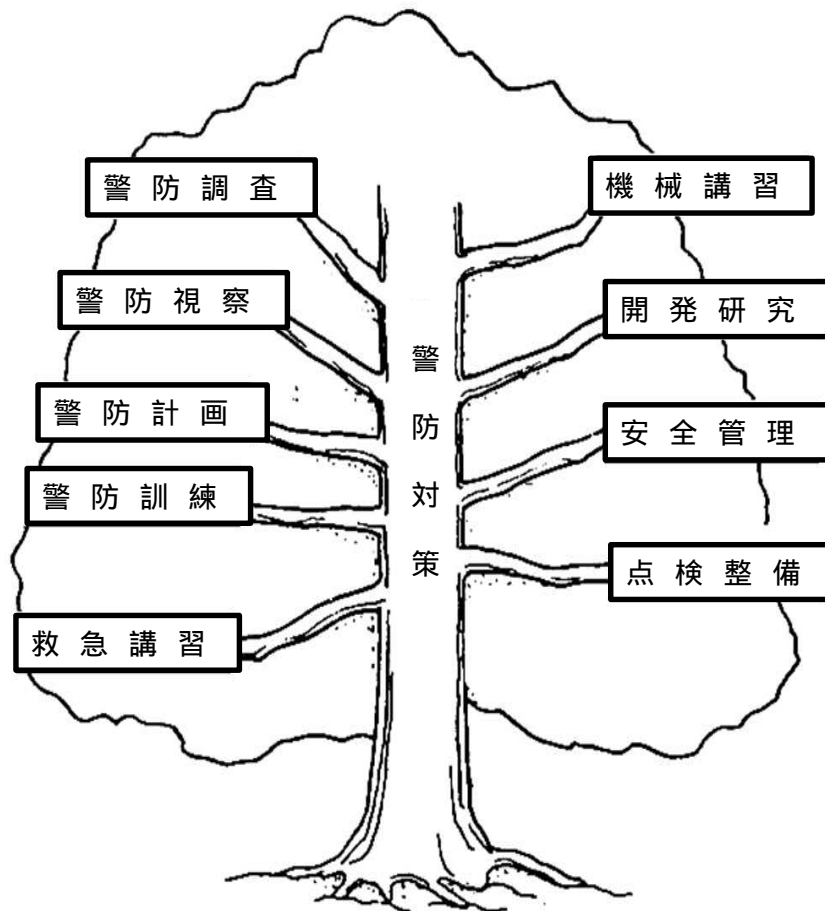 警防調査
警防視察
警防計画
警防訓練
救急講習
警防対策
機械講習
開発研究
安全管理
点検整備